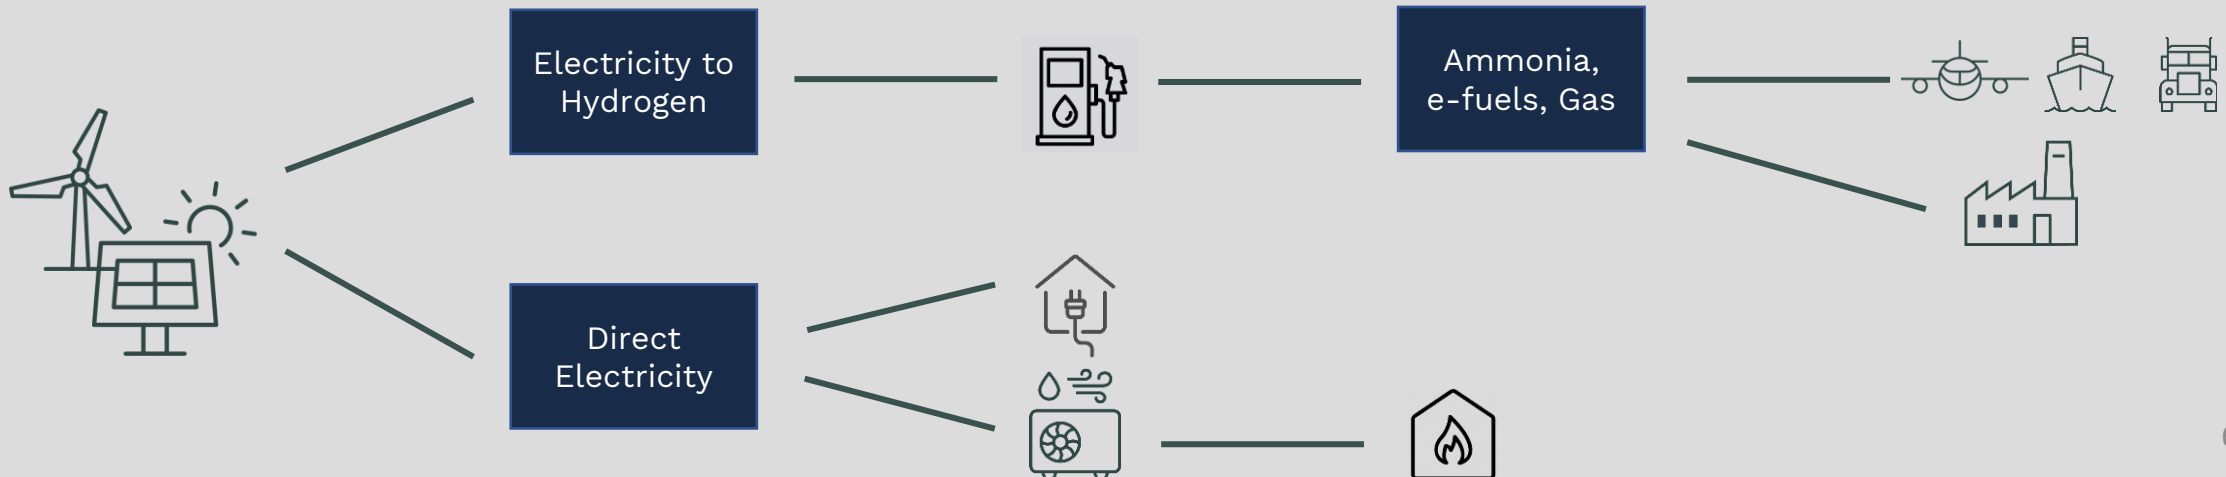 Electricity to
Hydrogen
Ammonia,
e-fuels, Gas
Direct
Electricity